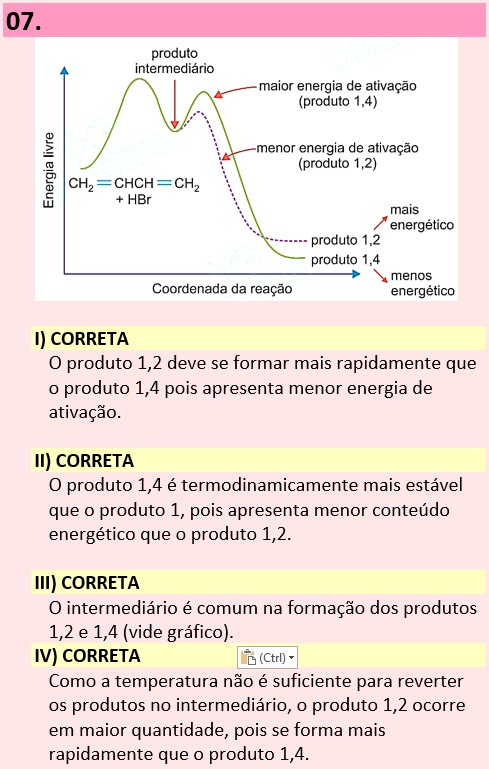 07.
produto
intermediário
maior energia de ativação
(produto 1,4)
menor energia de ativação
(produto 1,2)
Energia livre
CH₂ = CHCH = CH₂
+ HBr
mais
energético
produto 1,2
produto 1,4
menos
energético
Coordenada da reação
I) CORRETA
O produto 1,2 deve se formar mais rapidamente que
o produto 1,4 pois apresenta menor energia de
ativação.
II) CORRETA
O produto 1,4 é termodinamicamente mais estável
que o produto 1, pois apresenta menor conteúdo
energético que o produto 1,2.
III) CORRETA
O intermediário é comum na formação dos produtos
1,2 e 1,4 (vide gráfico).
IV) CORRETA
(Ctrl)
Como a temperatura não é suficiente para reverter
os produtos no intermediário, o produto 1,2 ocorre
em maior quantidade, pois se forma mais
rapidamente que o produto 1,4.